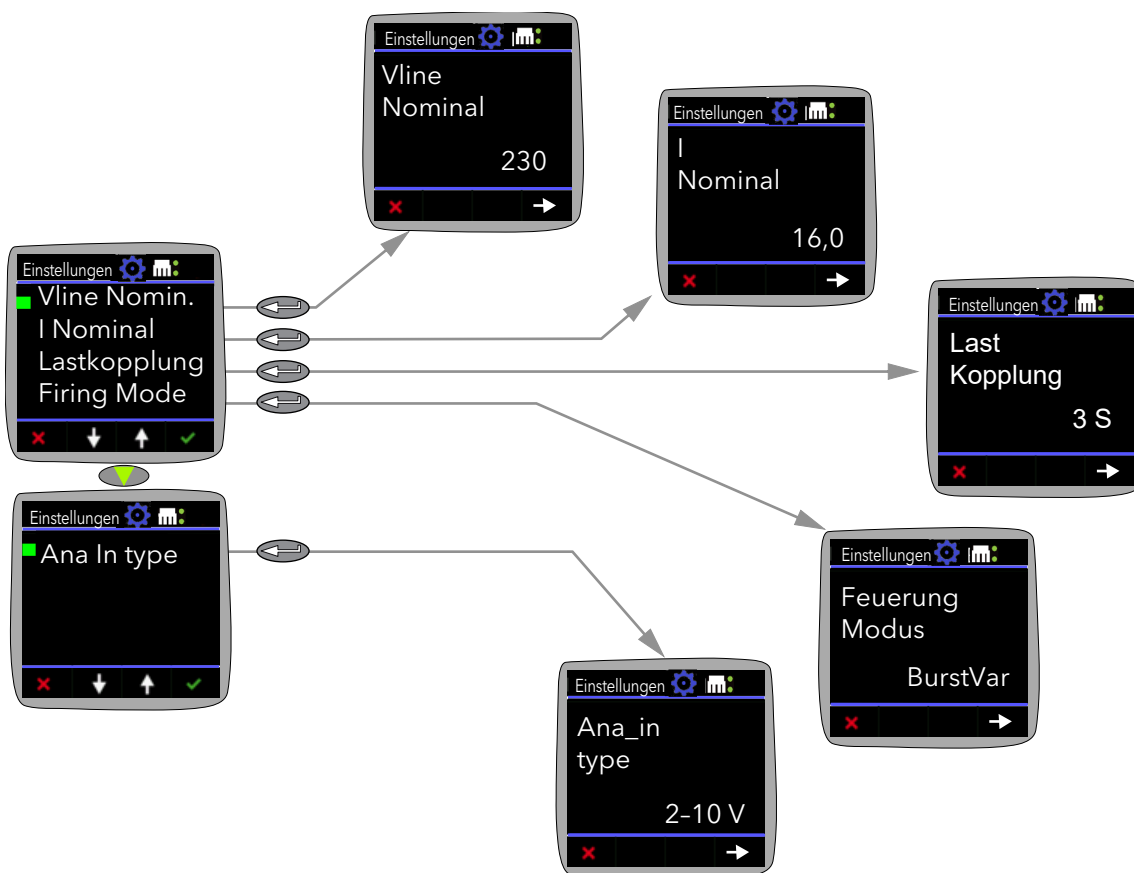 Einstellungen
Vline
Nominal
230
Einstellungen
I
Nominal
16,0
Einstellungen
Vline Nomin.
I Nominal
Lastkopplung
Firing Mode
Einstellungen
Last
Kopplung
3 S
Einstellungen
Ana In type
Einstellungen
Feuerung
Modus
BurstVar
Einstellungen
Ana_in
type
2–10 V